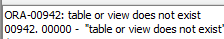 ORA-00942: table or view does not exist
00942. 00000 -  "table or view does not exist"